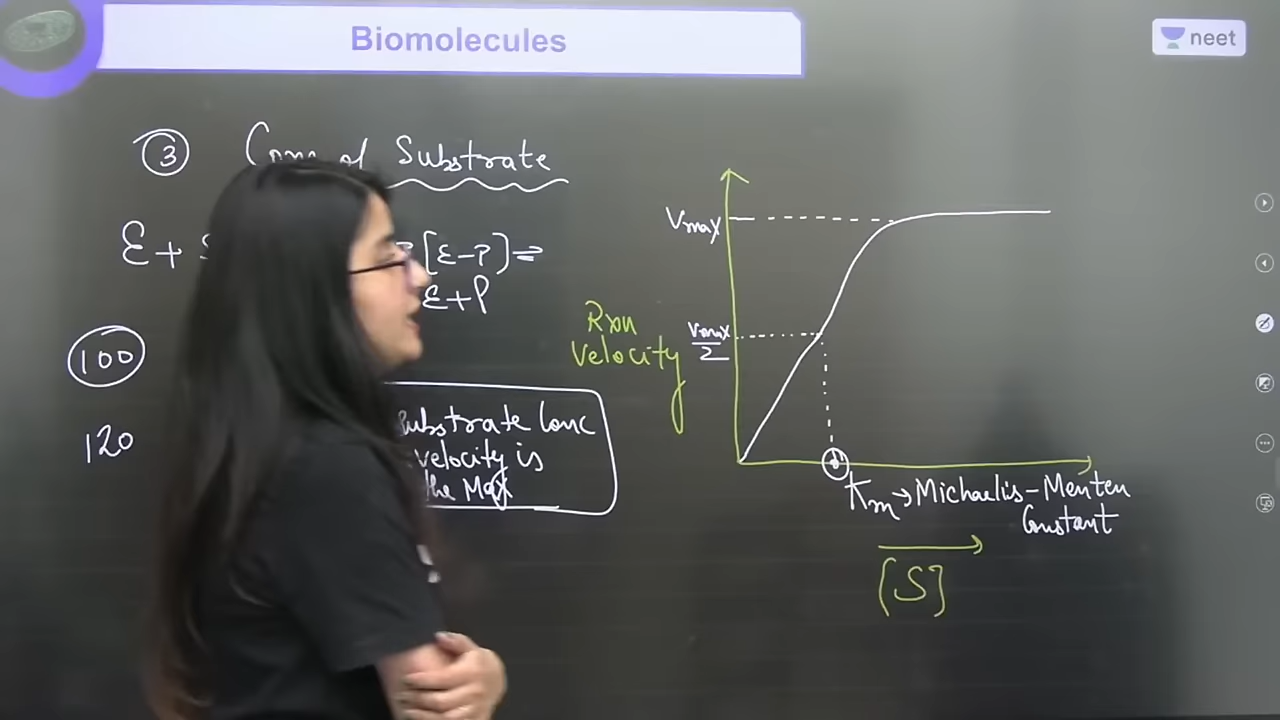 Biomolecules
neet
3 Conc of Substrate
E +
[E-P] ⇌
E+P
100
120
Substrate Conc
velocity is
the Max
Vmax
Vmax/2
Rxn
Velocity
Km → Michaelis-Menten
Constant
[S]